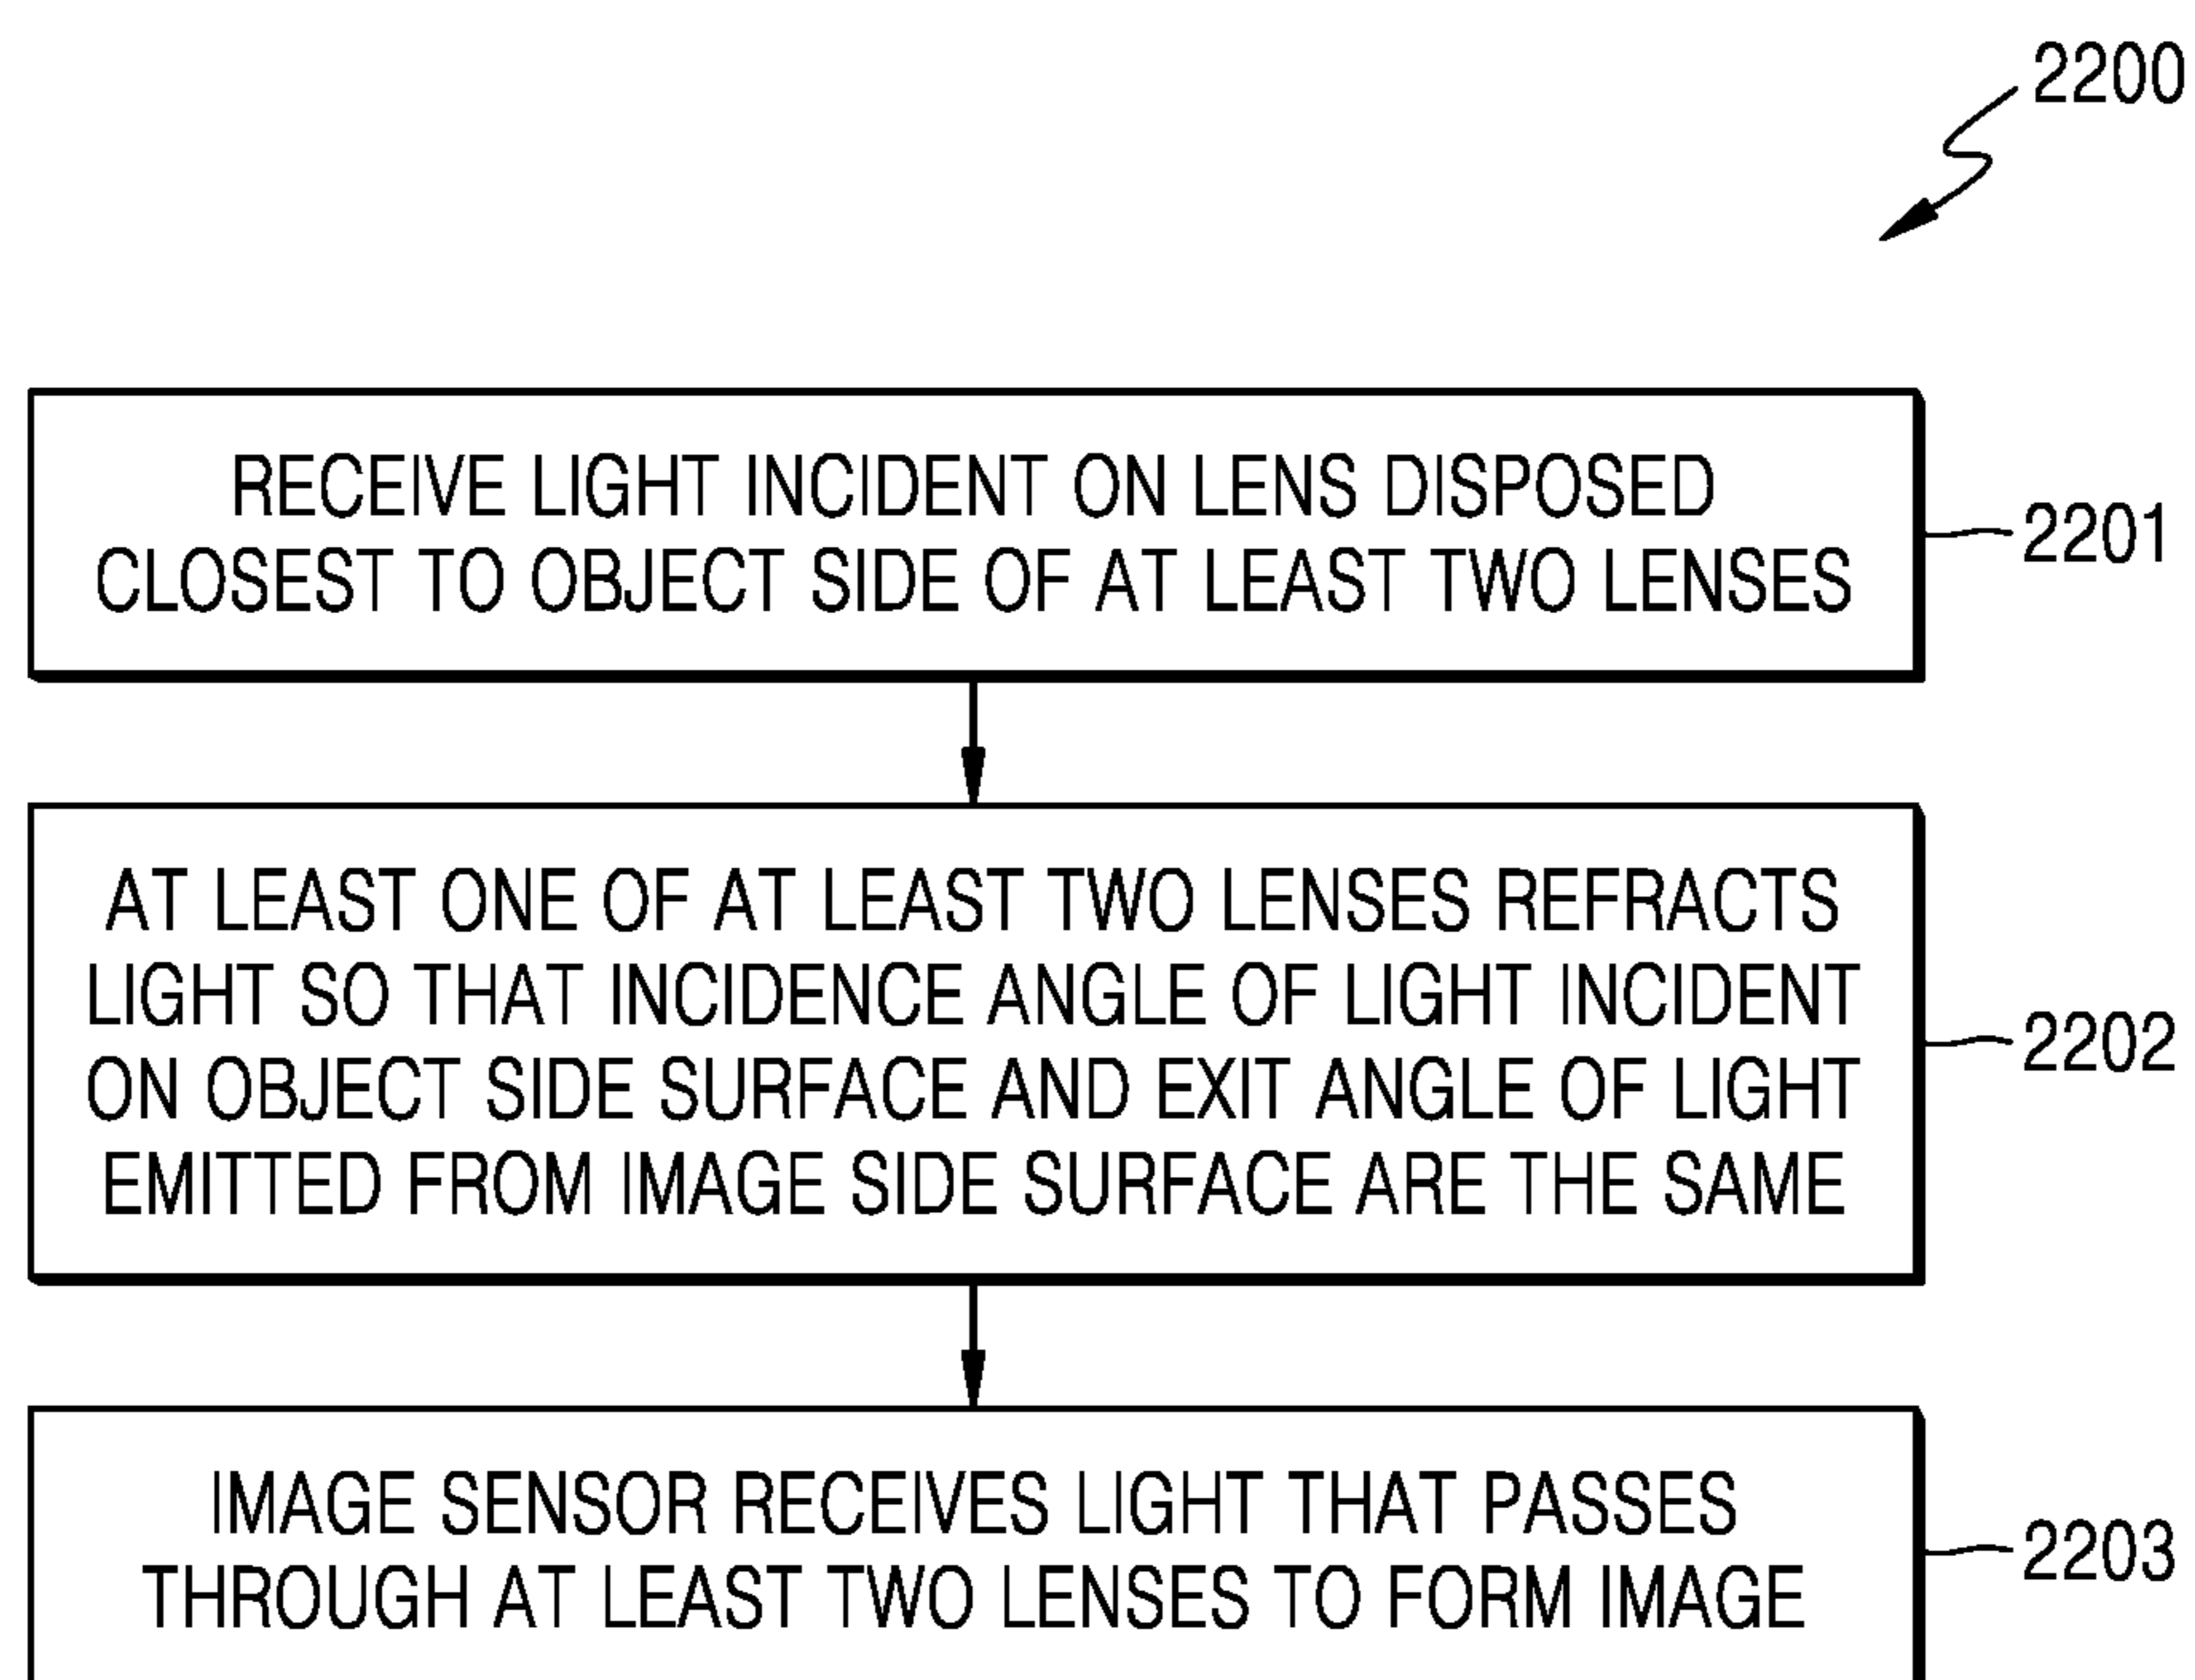 2200
RECEIVE LIGHT INCIDENT ON LENS DISPOSED
CLOSEST TO OBJECT SIDE OF AT LEAST TWO LENSES
2201
AT LEAST ONE OF AT LEAST TWO LENSES REFRACTS
LIGHT SO THAT INCIDENCE ANGLE OF LIGHT INCIDENT
ON OBJECT SIDE SURFACE AND EXIT ANGLE OF LIGHT
EMITTED FROM IMAGE SIDE SURFACE ARE THE SAME
2202
IMAGE SENSOR RECEIVES LIGHT THAT PASSES
THROUGH AT LEAST TWO LENSES TO FORM IMAGE
2203